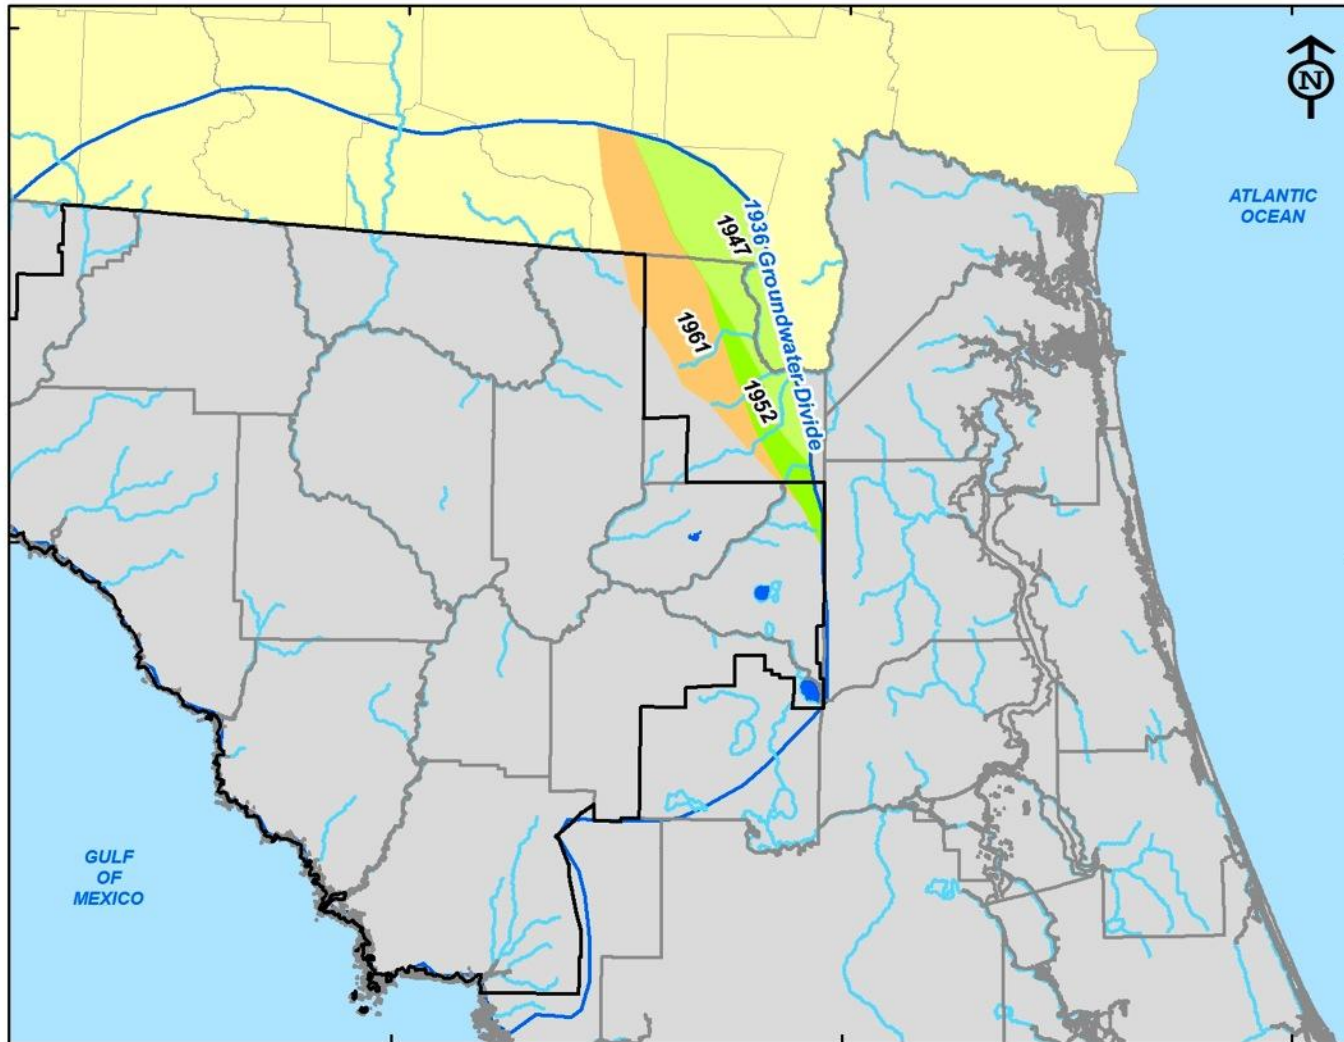 N
ATLANTIC
OCEAN
1936 Groundwater Divide
1947
1961
1952
GULF
OF
MEXICO